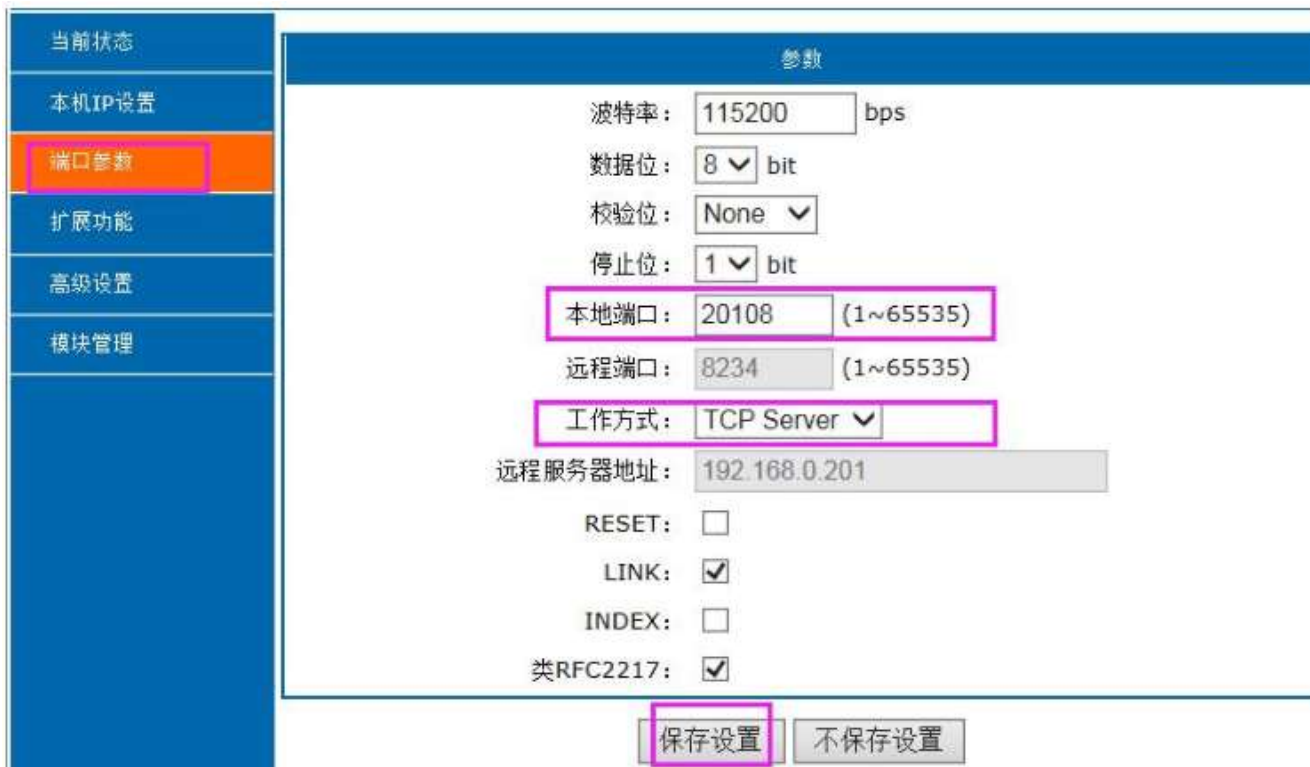 当前状态
本机IP设置
端口参数
扩展功能
高级设置
模块管理
参数
波特率： 115200 bps
数据位： 8 bit
校验位： None
停止位： 1 bit
本地端口： 20108 (1~65535)
远程端口： 8234 (1~65535)
工作方式： TCP Server
远程服务器地址： 192.168.0.201
RESET：
LINK：
INDEX：
类RFC2217：
保存设置 不保存设置